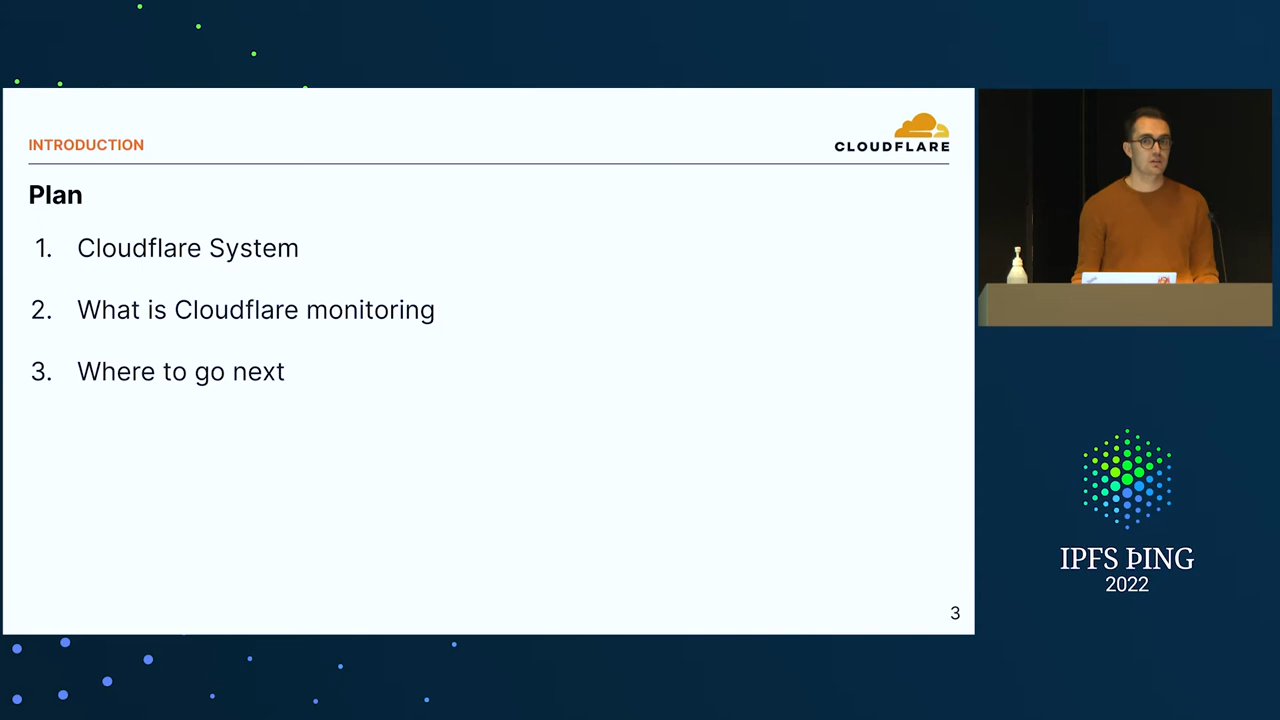 INTRODUCTION
CLOUDFLARE
Plan
1. Cloudflare System
2. What is Cloudflare monitoring
3. Where to go next
3
IPFS ÞING
2022